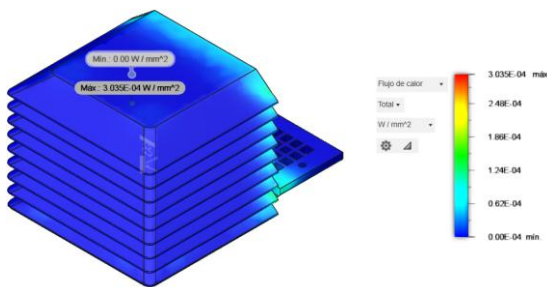 Mín.: 0.00 W / mm^2
Máx.: 3.035E-04 W / mm^2
Flujo de calor
Total
W / mm^2
3.035E-04 máx
2.48E-04
1.86E-04
1.24E-04
0.62E-04
0.00E-04 mín.